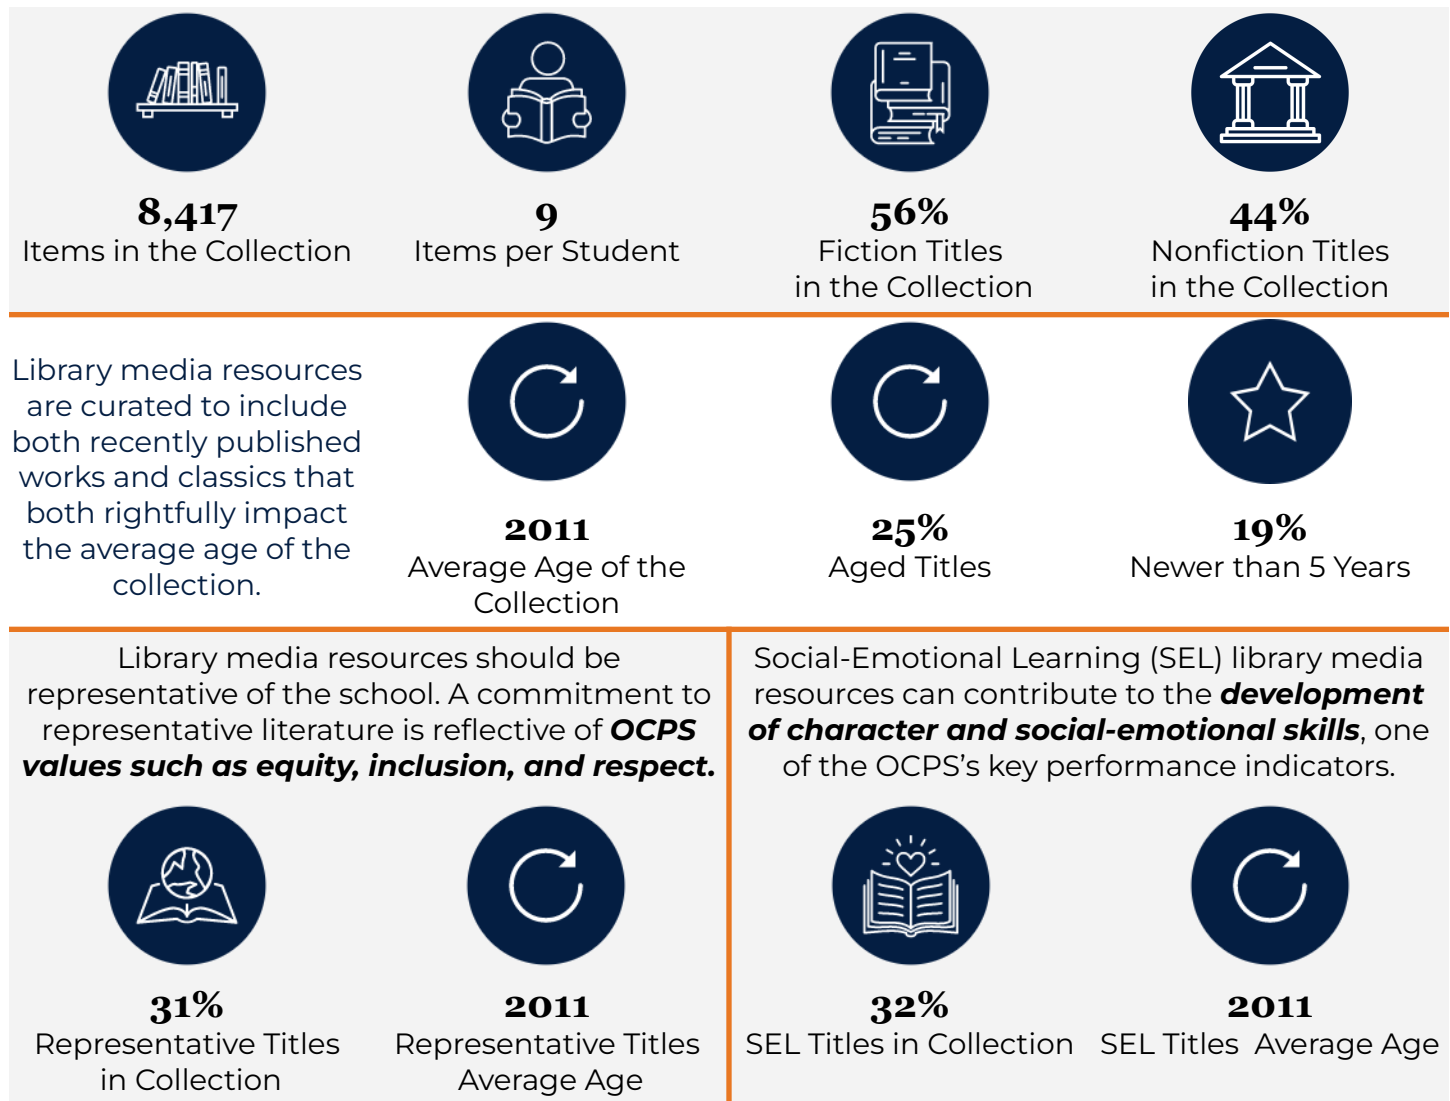 8,417
Items in the Collection
9
Items per Student
56%
Fiction Titles
in the Collection
44%
Nonfiction Titles
in the Collection
Library media resources
are curated to include
both recently published
works and classics that
both rightfully impact
the average age of the
collection.
2011
Average Age of the
Collection
25%
Aged Titles
19%
Newer than 5 Years
Library media resources should be
representative of the school. A commitment to
representative literature is reflective of OCPS
values such as equity, inclusion, and respect.
31%
Representative Titles
in Collection
2011
Representative Titles
Average Age
Social-Emotional Learning (SEL) library media
resources can contribute to the development
of character and social-emotional skills, one
of the OCPS’s key performance indicators.
32%
SEL Titles in Collection
2011
SEL Titles  Average Age